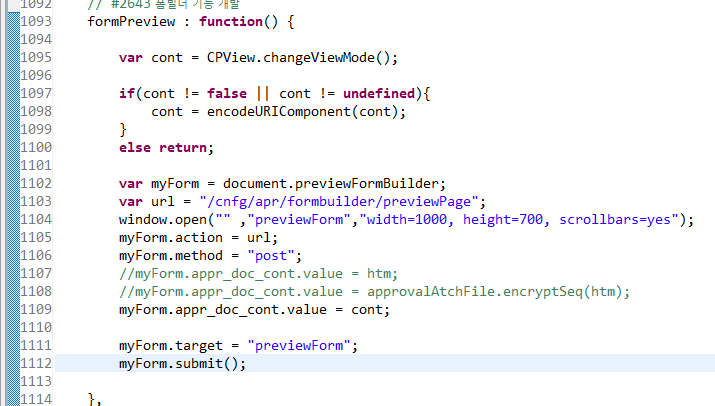 1092 // #2643 폼빌더 기능 개발
1093 formPreview : function() {
1094
1095 var cont = CPView.changeViewMode();
1096
1097 if(cont != false || cont != undefined){
1098 cont = encodeURIComponent(cont);
1099 }
1100 else return;
1101
1102 var myForm = document.previewFormBuilder;
1103 var url = "/cnfg/apr/formbuilder/previewPage";
1104 window.open("" ,"previewForm","width=1000, height=700, scrollbars=yes");
1105 myForm.action = url;
1106 myForm.method = "post";
1107 //myForm.appr_doc_cont.value = htm;
1108 //myForm.appr_doc_cont.value = approvalAtchFile.encryptSeq(htm);
1109 myForm.appr_doc_cont.value = cont;
1110
1111 myForm.target = "previewForm";
1112 myForm.submit();
1113
1114 },